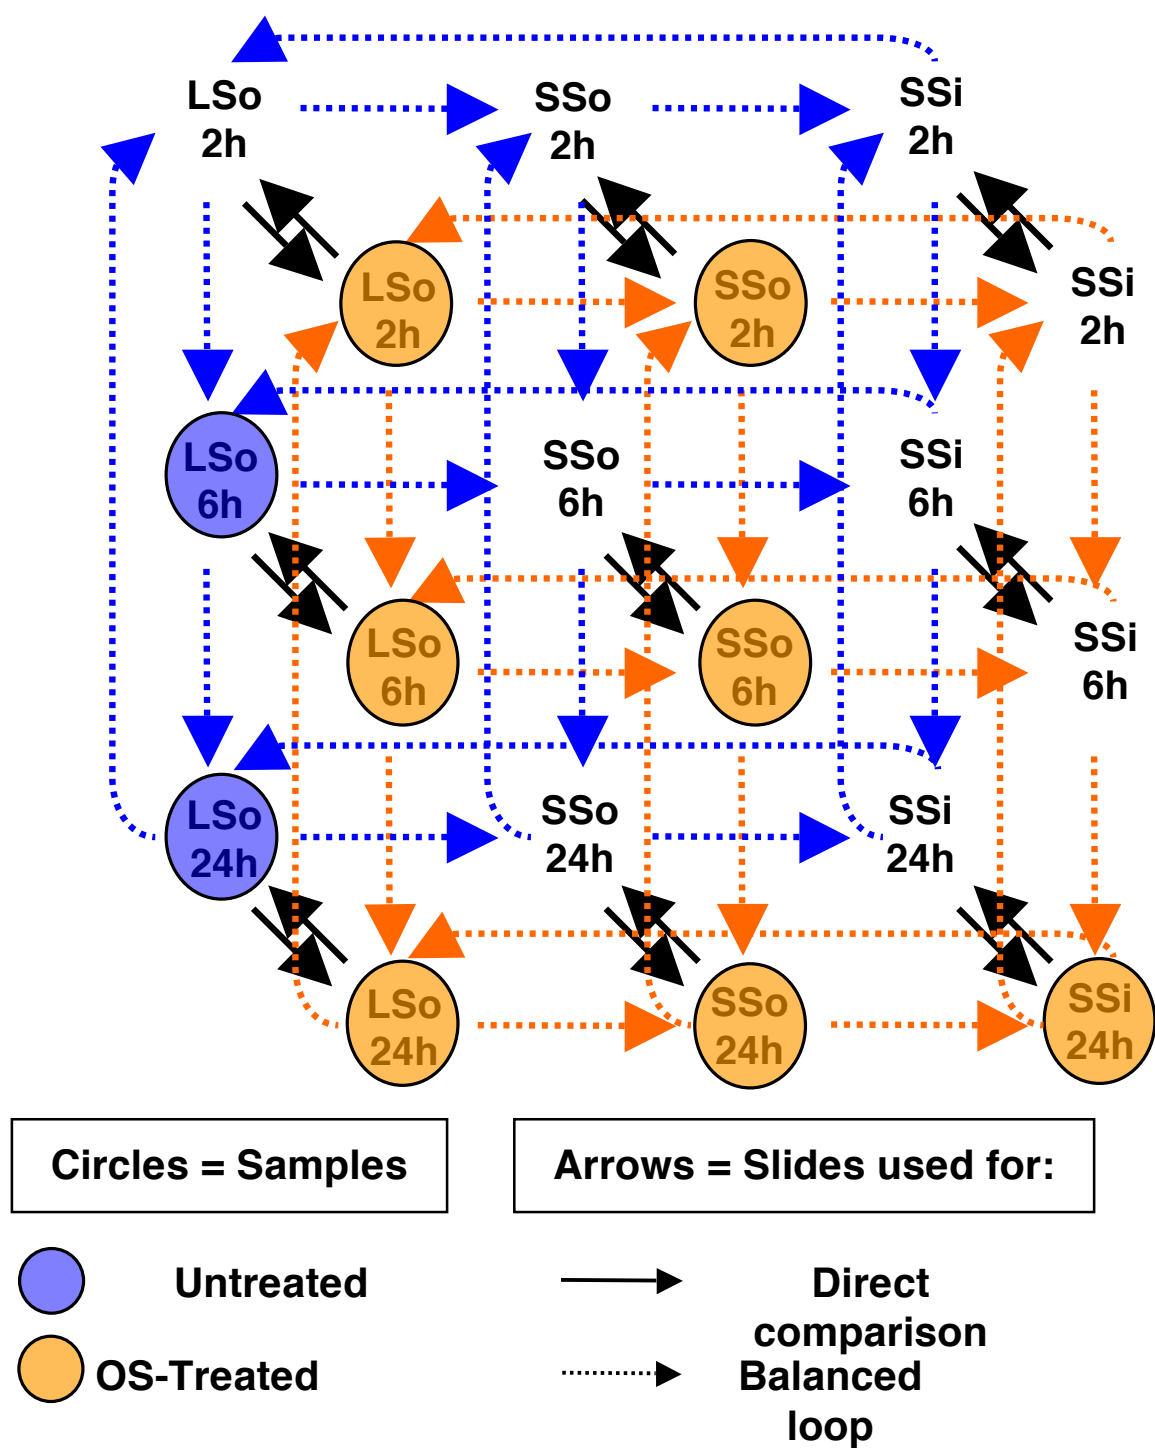 LSo
2h
SSo
2h
SSi
2h
LSo
2h
SSo
2h
SSi
2h
LSo
6h
SSo
6h
SSi
6h
LSo
6h
SSo
6h
SSi
6h
LSo
24h
SSo
24h
SSi
24h
LSo
24h
SSo
24h
SSi
24h
Circles = Samples
Arrows = Slides used for:
Untreated
Direct
comparison
OS-Treated
Balanced
loop